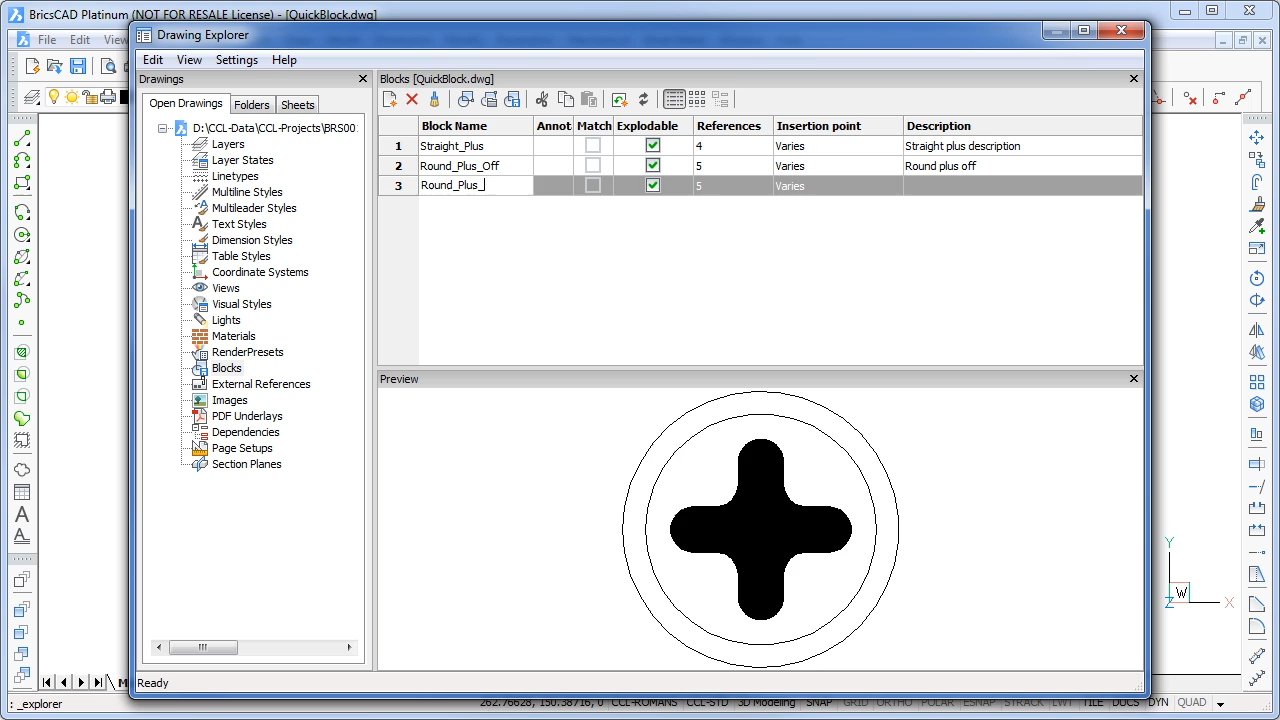 BricsCAD Platinum (NOT FOR RESALE License) - [QuickBlock.dwg]
File Edit View
Drawing Explorer
Edit View Settings Help
Drawings
Open Drawings Folders Sheets
D:\CCL-Data\CCL-Projects\BRS00
Layers
Layer States
Linetypes
Multiline Styles
Multileader Styles
Text Styles
Dimension Styles
Table Styles
Coordinate Systems
Views
Visual Styles
Lights
Materials
RenderPresets
Blocks
External References
Images
PDF Underlays
Dependencies
Page Setups
Section Planes
Blocks [QuickBlock.dwg]
Block Name Annot Match Explodable References Insertion point Description
1 Straight_Plus 4 Varies Straight plus description
2 Round_Plus_Off 5 Varies Round plus off
3 Round_Plus_ 5 Varies
Preview
Y
W
Z X
Ready
M
: _explorer
262.76628, 150.38716, 0 CCL-ROMANS CCL-STD 3D Modeling SNAP GRID ORTHO POLAR ESNAP STRACK LWT TILE DUCS DYN QUAD